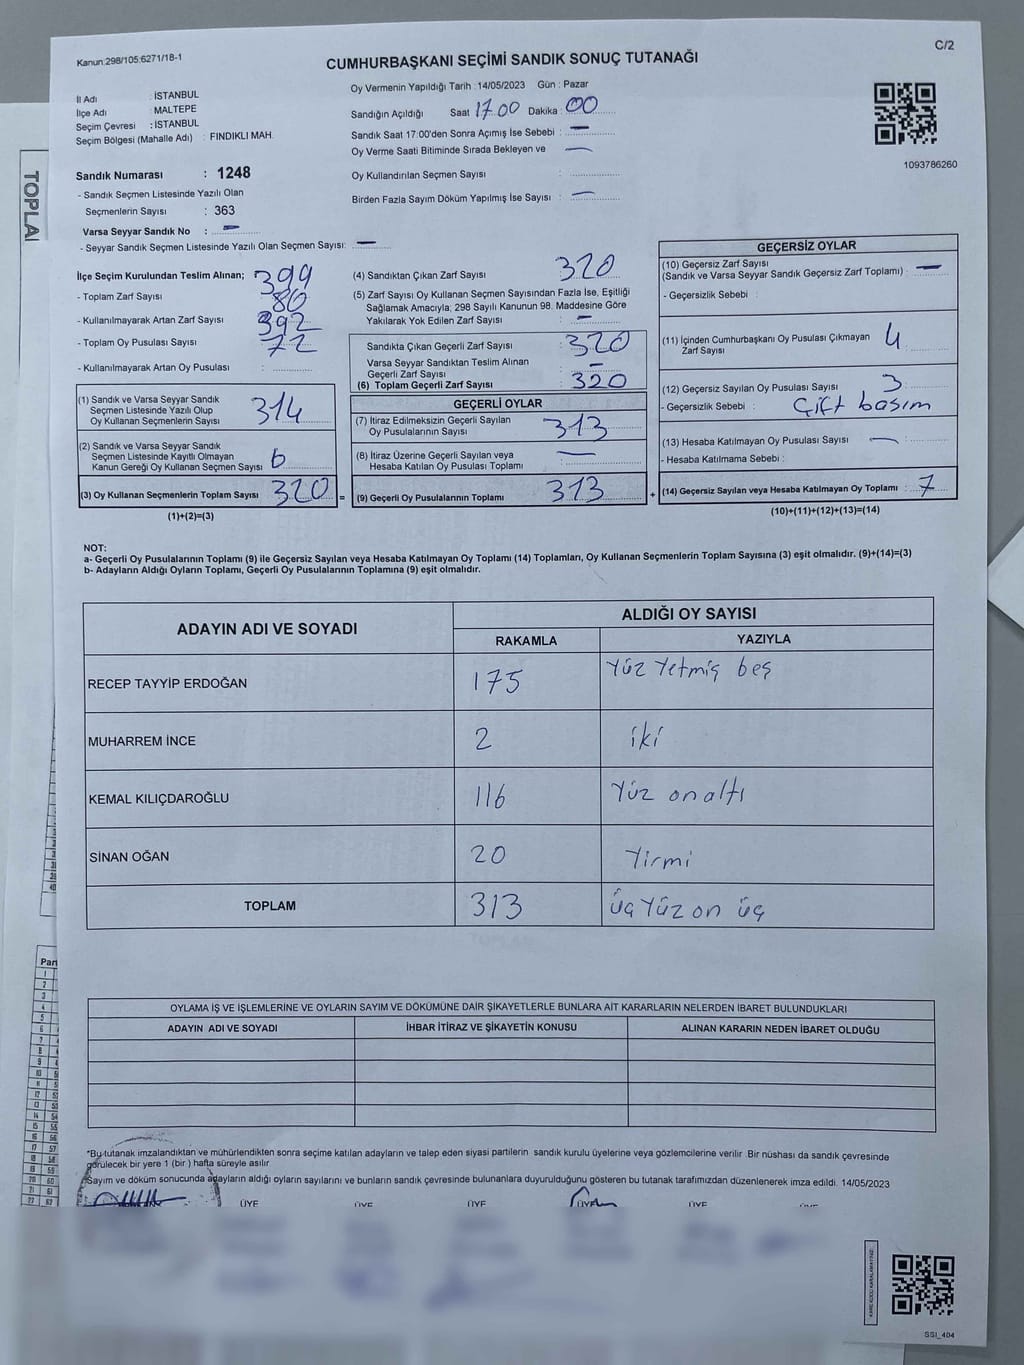 Kanun:298/105:6271/18-1
C/2
CUMHURBAŞKANI SEÇİMİ SANDIK SONUÇ TUTANAĞI
Oy Vermenin Yapıldığı Tarih :14/05/2023 Gün : Pazar
İl Adı : İSTANBUL
İlçe Adı : MALTEPE
Seçim Çevresi : İSTANBUL
Seçim Bölgesi (Mahalle Adı) : FINDIKLI MAH.
Sandığın Açıldığı Saat 17.00 Dakika 00
Sandık Saat 17:00'den Sonra Açımış İse Sebebi : —
Oy Verme Saati Bitiminde Sırada Bekleyen ve —
Oy Kullandırılan Seçmen Sayısı :
Birden Fazla Sayım Döküm Yapılmış İse Sayısı : —
1093786260
Sandık Numarası : 1248
- Sandık Seçmen Listesinde Yazılı Olan
Seçmenlerin Sayısı : 363
Varsa Seyyar Sandık No : —
- Seyyar Sandık Seçmen Listesinde Yazılı Olan Seçmen Sayısı: —
İlçe Seçim Kurulundan Teslim Alınan;
- Toplam Zarf Sayısı 399
- Kullanılmayarak Artan Zarf Sayısı 80
- Toplam Oy Pusulası Sayısı 392
- Kullanılmayarak Artan Oy Pusulası : 72
(1) Sandık ve Varsa Seyyar Sandık
Seçmen Listesinde Yazılı Olup
Oy Kullanan Seçmenlerin Sayısı 314
(2) Sandık ve Varsa Seyyar Sandık
Seçmen Listesinde Kayıtlı Olmayan
Kanun Gereği Oy Kullanan Seçmen Sayısı 6
(3) Oy Kullanan Seçmenlerin Toplam Sayısı 320 =
(1)+(2)=(3)
(4) Sandıktan Çıkan Zarf Sayısı : 320
(5) Zarf Sayısı Oy Kullanan Seçmen Sayısından Fazla İse, Eşitliği
Sağlamak Amacıyla; 298 Sayılı Kanunun 98. Maddesine Göre
Yakılarak Yok Edilen Zarf Sayısı : —
Sandıkta Çıkan Geçerli Zarf Sayısı : 320
Varsa Seyyar Sandıktan Teslim Alınan
Geçerli Zarf Sayısı : —
(6) Toplam Geçerli Zarf Sayısı : 320
GEÇERLİ OYLAR
(7) İtiraz Edilmeksizin Geçerli Sayılan
Oy Pusulalarının Sayısı : 313
(8) İtiraz Üzerine Geçerli Sayılan veya
Hesaba Katılan Oy Pusulası Toplamı : —
(9) Geçerli Oy Pusulalarının Toplamı : 313 +
GEÇERSİZ OYLAR
(10) Geçersiz Zarf Sayısı
(Sandık ve Varsa Seyyar Sandık Geçersiz Zarf Toplamı) : —
- Geçersizlik Sebebi :
(11) İçinden Cumhurbaşkanı Oy Pusulası Çıkmayan
Zarf Sayısı : 4
(12) Geçersiz Sayılan Oy Pusulası Sayısı : 3
- Geçersizlik Sebebi : Çift basım
(13) Hesaba Katılmayan Oy Pusulası Sayısı : —
- Hesaba Katılmama Sebebi :
(14) Geçersiz Sayılan veya Hesaba Katılmayan Oy Toplamı : 7
(10)+(11)+(12)+(13)=(14)
NOT:
a- Geçerli Oy Pusulalarının Toplamı (9) ile Geçersiz Sayılan veya Hesaba Katılmayan Oy Toplamı (14) Toplamları, Oy Kullanan Seçmenlerin Toplam Sayısına (3) eşit olmalıdır. (9)+(14)=(3)
b- Adayların Aldığı Oyların Toplamı, Geçerli Oy Pusulalarının Toplamına (9) eşit olmalıdır.
ADAYIN ADI VE SOYADI ALDIĞI OY SAYISI
RAKAMLA YAZIYLA
RECEP TAYYİP ERDOĞAN 175 Yüz Yetmiş beş
MUHARREM İNCE 2 iki
KEMAL KILIÇDAROĞLU 116 Yüz onaltı
SİNAN OĞAN 20 Yirmi
TOPLAM 313 üç Yüz on üç
OYLAMA İŞ VE İŞLEMLERİNE VE OYLARIN SAYIM VE DÖKÜMÜNE DAİR ŞİKAYETLERLE BUNLARA AİT KARARLARIN NELERDEN İBARET BULUNDUKLARI
ADAYIN ADI VE SOYADI İHBAR İTİRAZ VE ŞİKAYETİN KONUSU ALINAN KARARIN NEDEN İBARET OLDUĞU
*Bu tutanak imzalandıktan ve mühürlendikten sonra seçime katılan adayların ve talep eden siyasi partilerin sandık kurulu üyelerine veya gözlemcilerine verilir. Bir nüshası da sandık çevresinde
görülecek bir yere 1 (bir ) hafta süreyle asılır
Sayım ve döküm sonucunda adayların aldığı oyların sayılarını ve bunların sandık çevresinde bulunanlara duyurulduğunu gösteren bu tutanak tarafımızdan düzenlenerek imza edildi. 14/05/2023
ÜYE ÜYE ÜYE ÜYE ÜYE ÜYE
SSI_404
TOPLA
Par